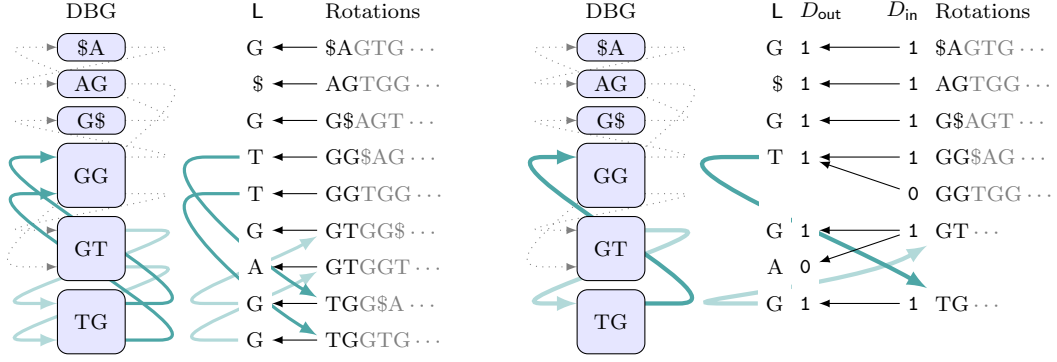 DBG L Rotations DBG L Dout Din Rotations
$A G $AGTG··· $A G 1 1 $AGTG···
AG $ AGTGG··· AG $ 1 1 AGTGG···
G$ G G$AGT··· G$ G 1 1 G$AGT···
T GG$AG··· T 1 1 GG$AG···
GG GG
T GGTGG··· 0 GGTGG···
G GTGG$··· G 1 1 GT···
GT GT
A GTGGT··· A 0
G TGG$A··· G 1 1 TG···
TG TG
G TGGTG···